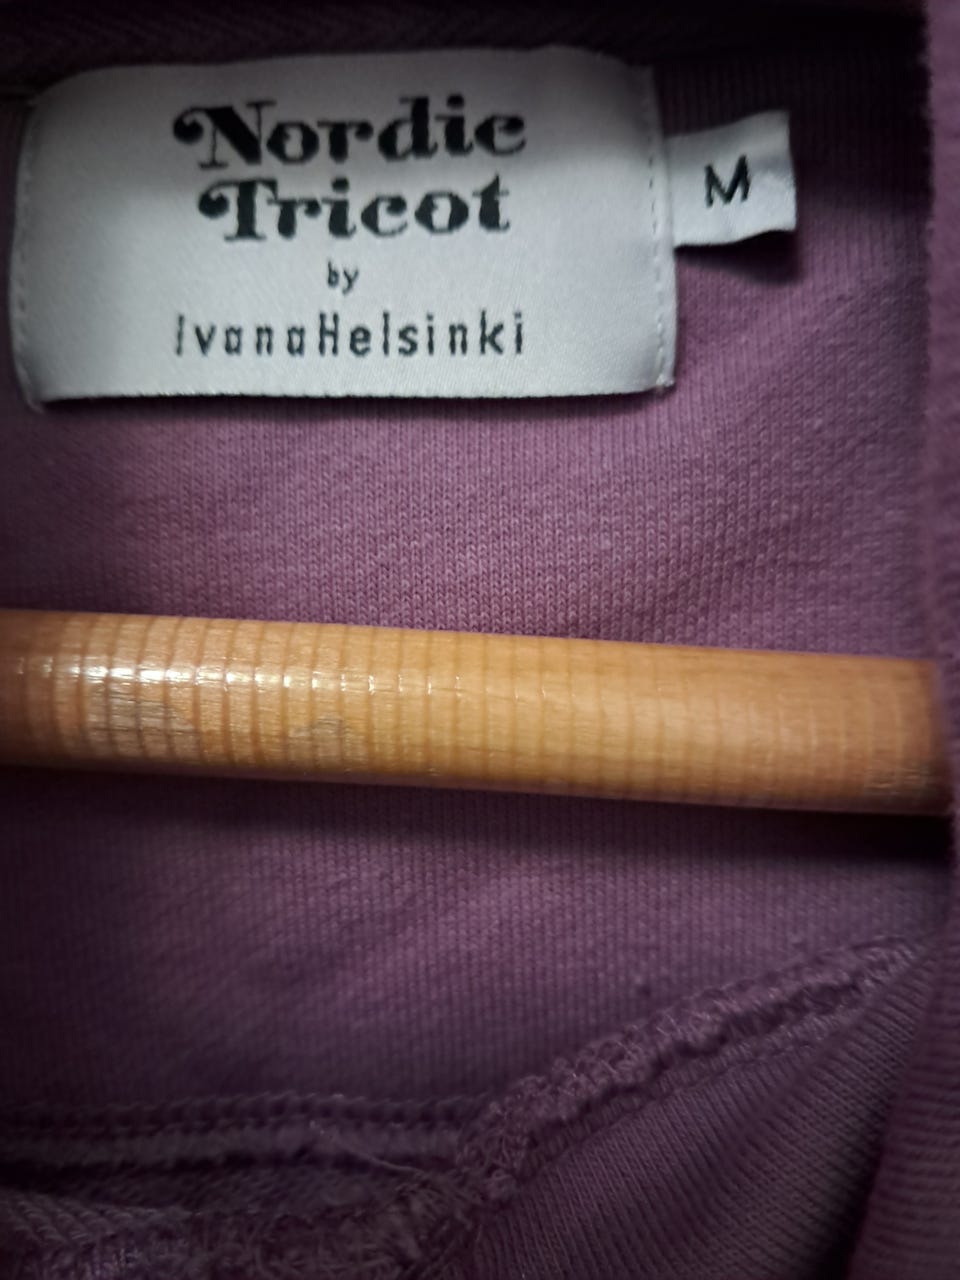 Nordic
Tricot
by
IvanaHelsinki
M